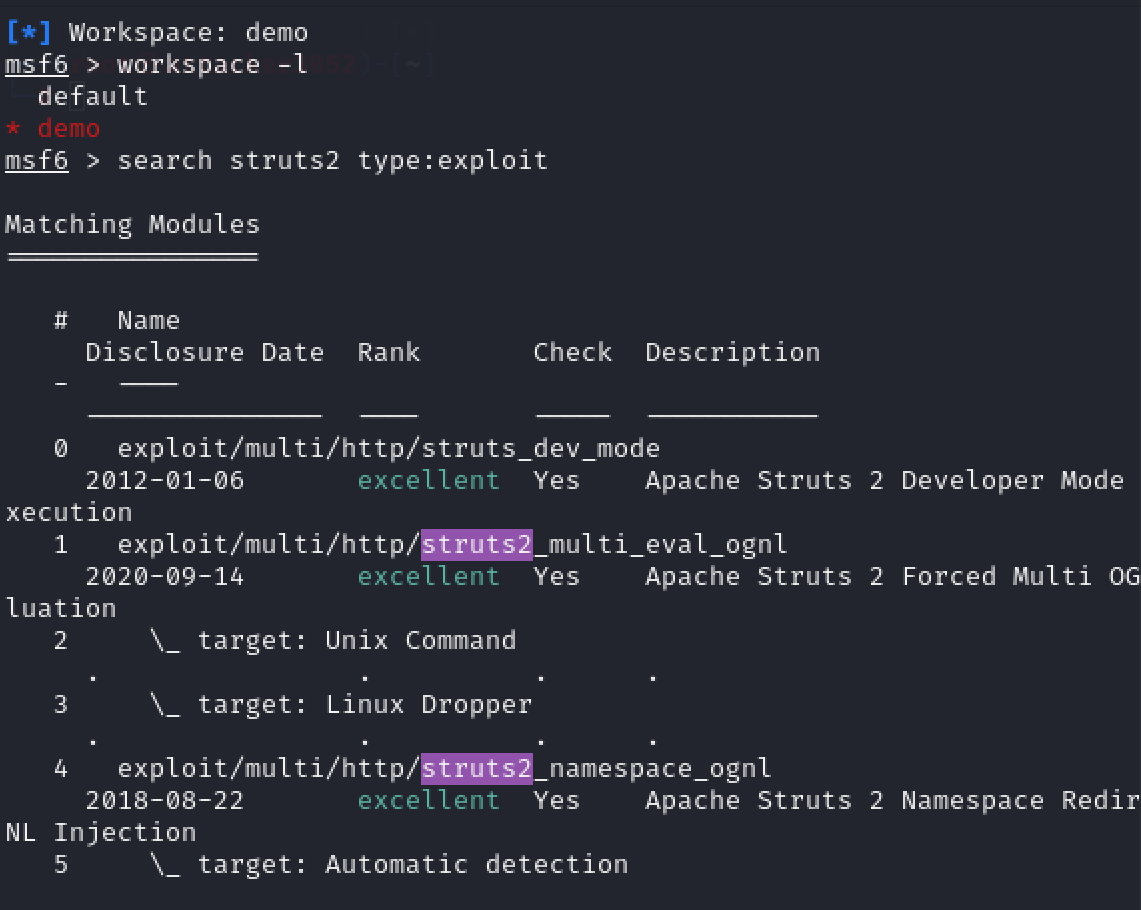 [*] Workspace: demo
msf6 > workspace -l
default
* demo
msf6 > search struts2 type:exploit
Matching Modules
================
# Name
Disclosure Date Rank Check Description
- ----
--------------- ---- ----- -----------
0 exploit/multi/http/struts_dev_mode
2012-01-06 excellent Yes Apache Struts 2 Developer Mode
xecution
1 exploit/multi/http/struts2_multi_eval_ognl
2020-09-14 excellent Yes Apache Struts 2 Forced Multi OG
luation
2 \_ target: Unix Command
. . . .
3 \_ target: Linux Dropper
. . . .
4 exploit/multi/http/struts2_namespace_ognl
2018-08-22 excellent Yes Apache Struts 2 Namespace Redir
NL Injection
5 \_ target: Automatic detection